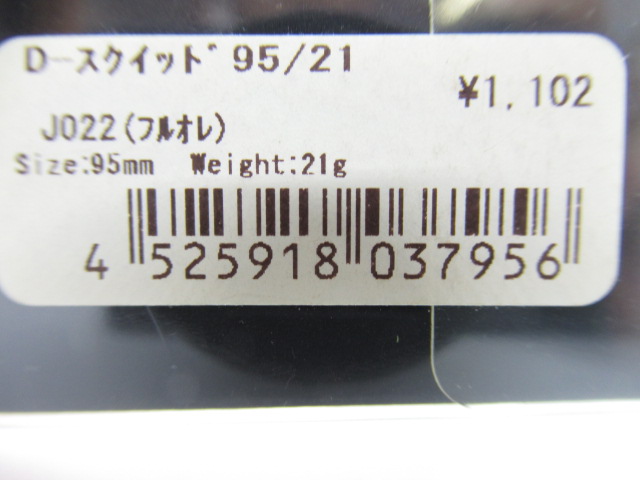 D-スクイッド 95/21
¥1,102
J022(フルオレ)
Size:95mm Weight:21g
4 525918 037956